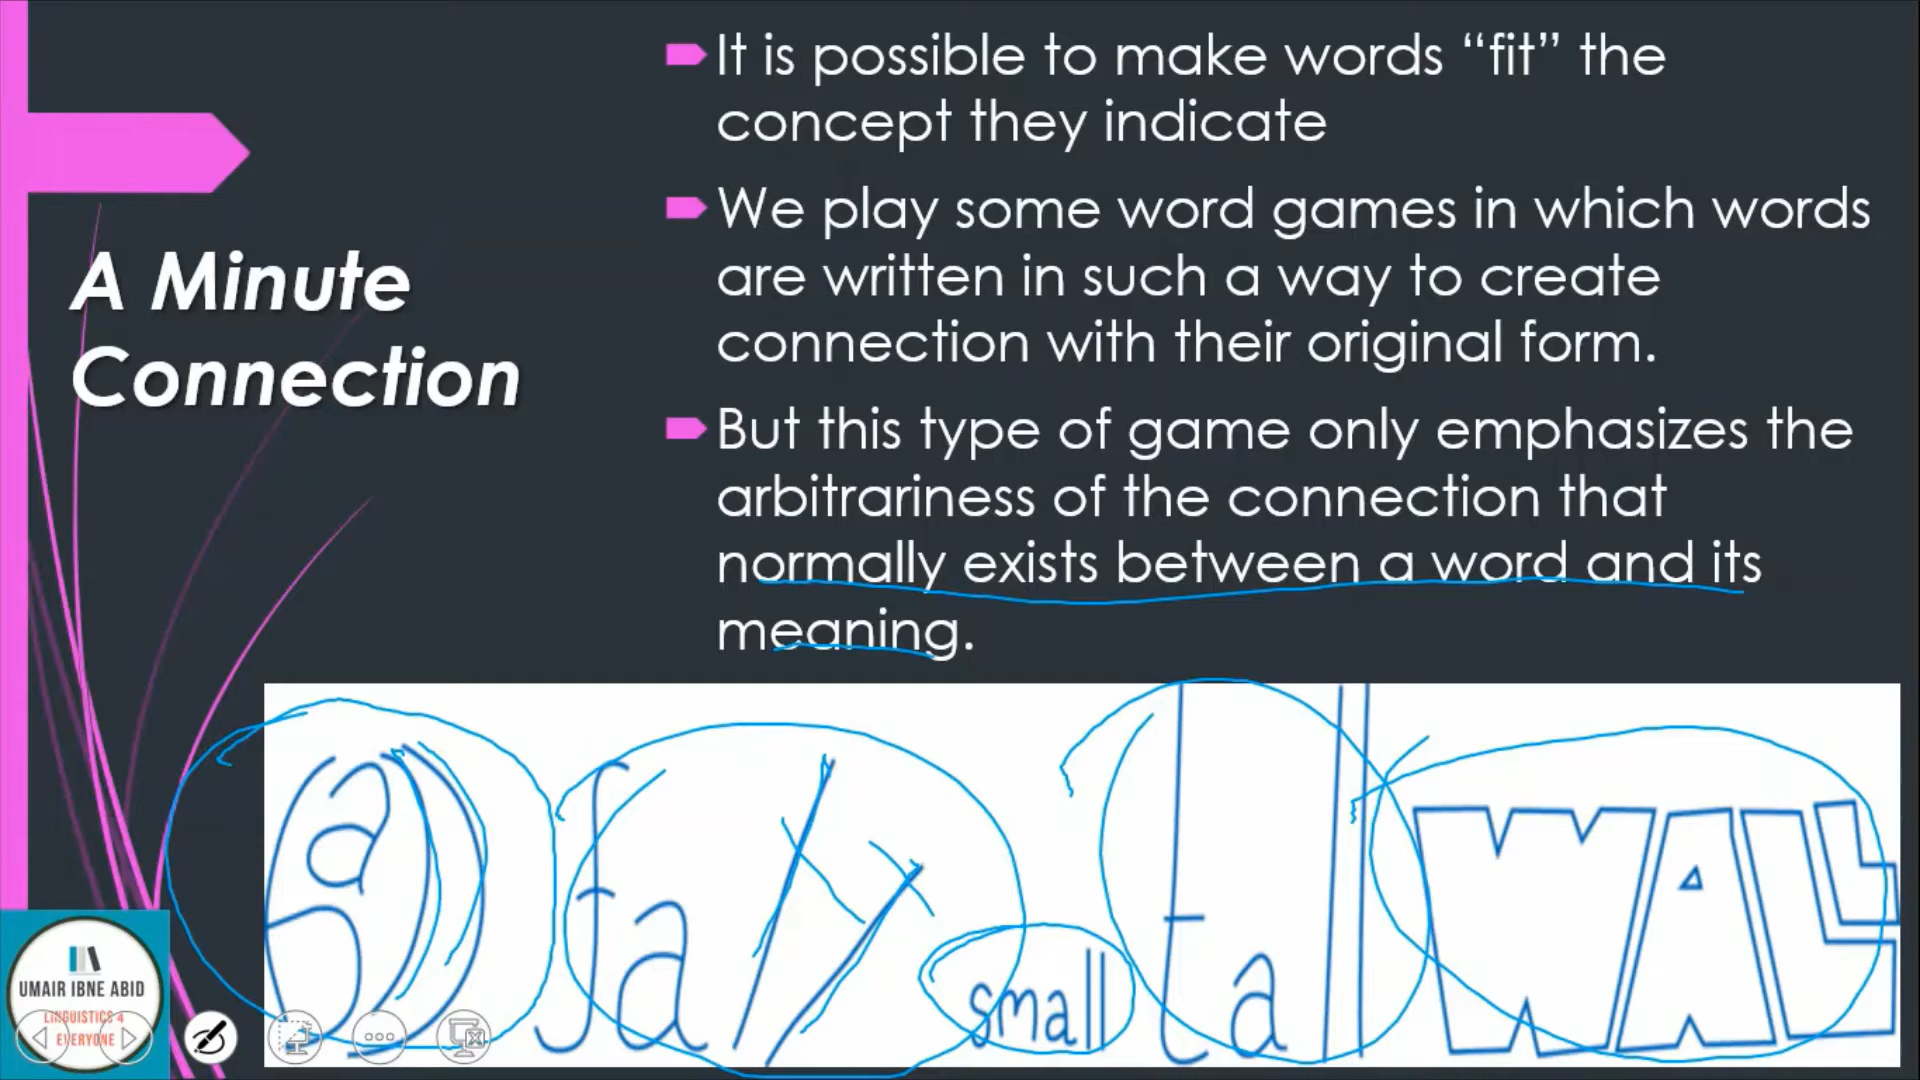 A Minute
Connection
It is possible to make words “fit” the
concept they indicate
We play some word games in which words
are written in such a way to create
connection with their original form.
But this type of game only emphasizes the
arbitrariness of the connection that
normally exists between a word and its
meaning.
ball fall small tall WALL
UMAIR IBNE ABID
LINGUISTICS 4
EVERYONE